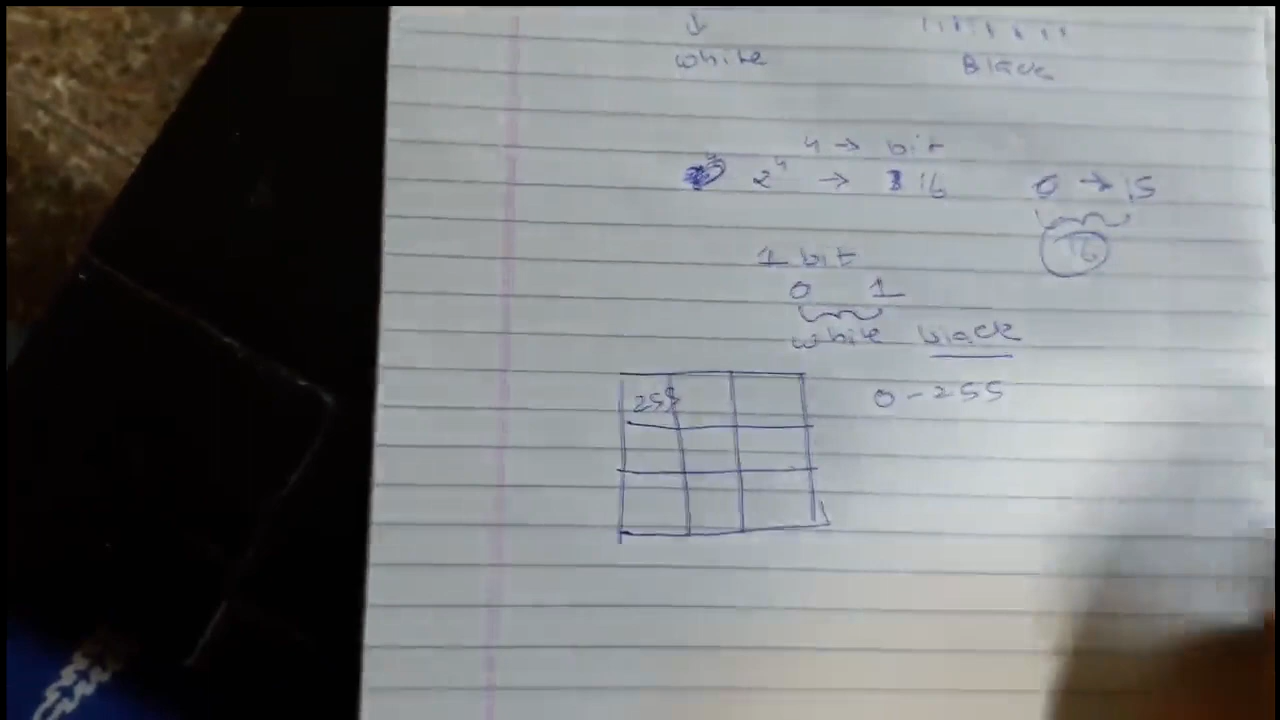 ↓
white Black
4 → bit
2⁴ → 16 0 → 15
16
1 bit
0 1
white black
255 0-255